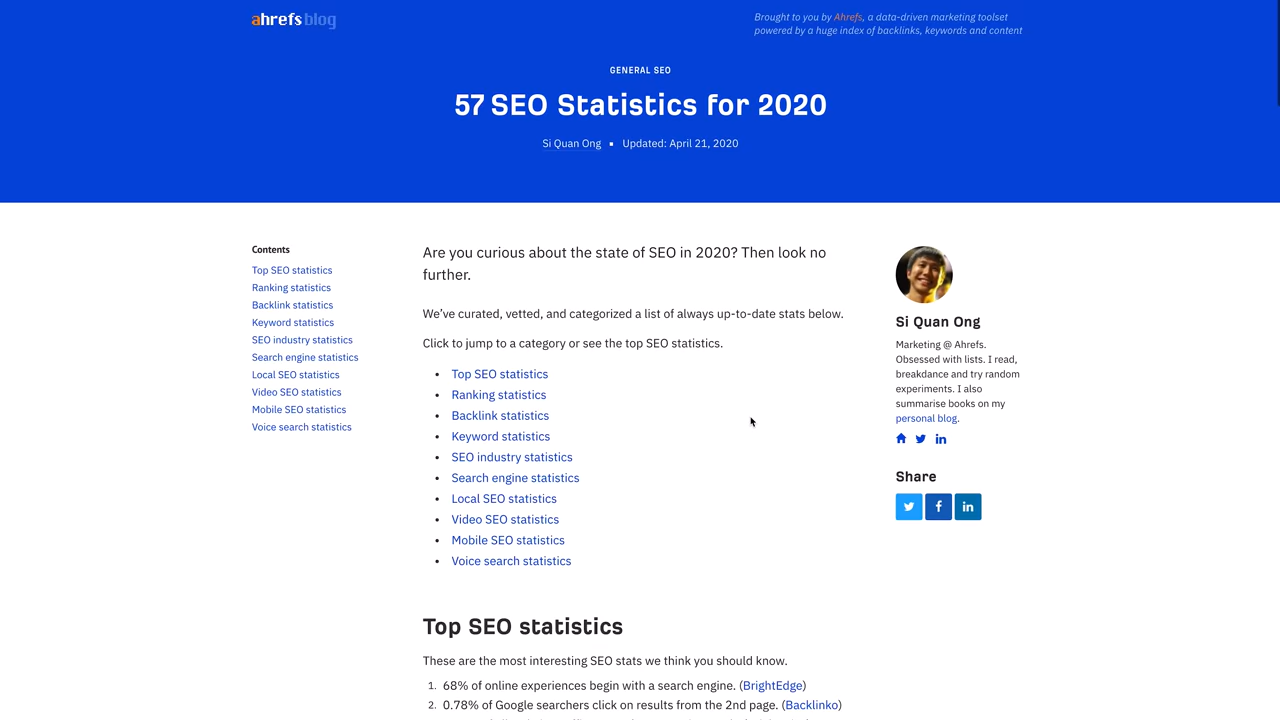 ahrefs blog
Brought to you by Ahrefs, a data-driven marketing toolset
powered by a huge index of backlinks, keywords and content
GENERAL SEO
57 SEO Statistics for 2020
Si Quan Ong ▪ Updated: April 21, 2020
Contents
Top SEO statistics
Ranking statistics
Backlink statistics
Keyword statistics
SEO industry statistics
Search engine statistics
Local SEO statistics
Video SEO statistics
Mobile SEO statistics
Voice search statistics
Are you curious about the state of SEO in 2020? Then look no
further.
We’ve curated, vetted, and categorized a list of always up-to-date stats below.
Click to jump to a category or see the top SEO statistics.
• Top SEO statistics
• Ranking statistics
• Backlink statistics
• Keyword statistics
• SEO industry statistics
• Search engine statistics
• Local SEO statistics
• Video SEO statistics
• Mobile SEO statistics
• Voice search statistics
Top SEO statistics
These are the most interesting SEO stats we think you should know.
1. 68% of online experiences begin with a search engine. (BrightEdge)
2. 0.78% of Google searchers click on results from the 2nd page. (Backlinko)
Si Quan Ong
Marketing @ Ahrefs.
Obsessed with lists. I read,
breakdance and try random
experiments. I also
summarise books on my
personal blog.
Share